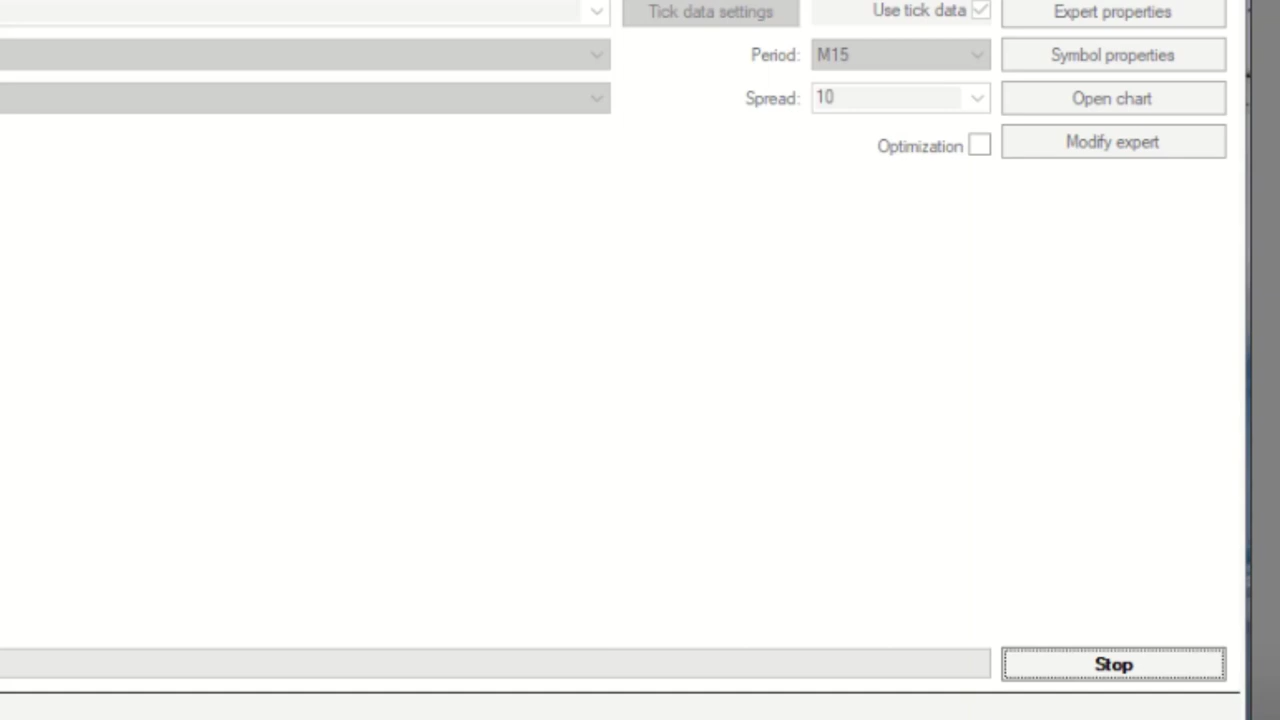 Tick data settings Use tick data Expert properties
Period: M15 Symbol properties
Spread: 10 Open chart
Optimization Modify expert
Stop